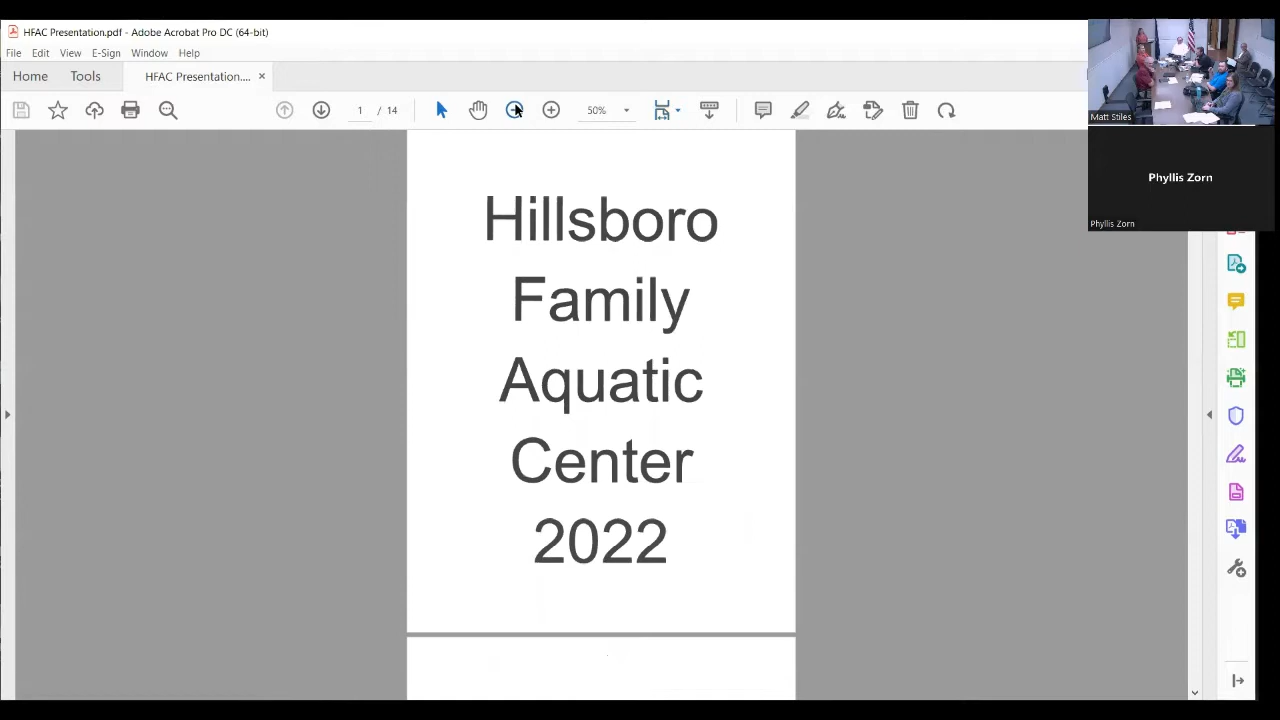 HFAC Presentation.pdf - Adobe Acrobat Pro DC (64-bit)
File Edit View E-Sign Window Help
Home Tools HFAC Presentation.... ×
1 / 14 50%
Hillsboro
Family
Aquatic
Center
2022
Matt Stiles
Phyllis Zorn
Phyllis Zorn